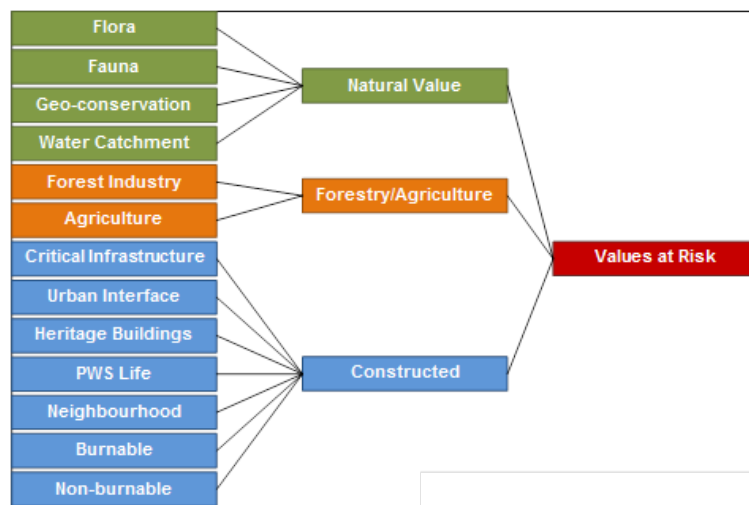 Flora
Fauna
Geo-conservation
Water Catchment
Forest Industry
Agriculture
Critical Infrastructure
Urban Interface
Heritage Buildings
PWS Life
Neighbourhood
Burnable
Non-burnable
Natural Value
Forestry/Agriculture
Constructed
Values at Risk